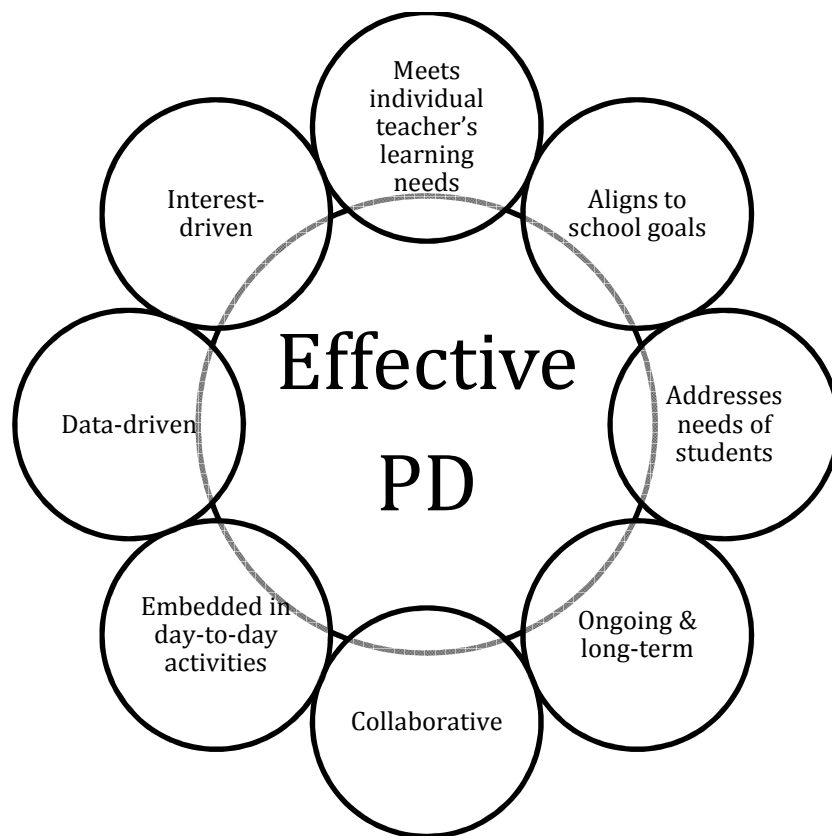 Meets
individual
teacher’s
learning
needs
Interest-
driven
Aligns to
school goals
Effective
PD
Data-driven
Addresses
needs of
students
Embedded in
day-to-day
activities
Ongoing &
long-term
Collaborative